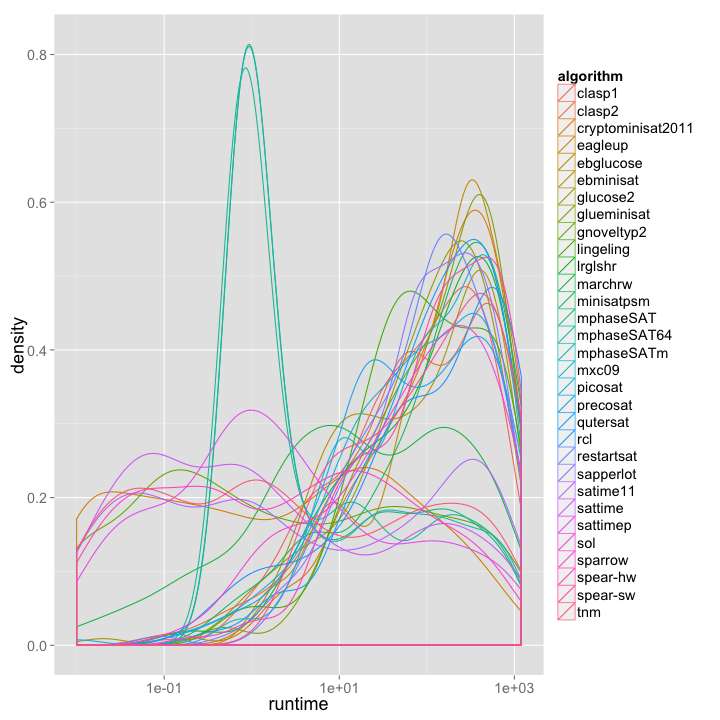 0.8
0.6
0.4
0.2
0.0
density
1e-01
1e+01
1e+03
runtime
algorithm
clasp1
clasp2
cryptominisat2011
eagleup
ebglucose
ebminisat
glucose2
glueminisat
gnoveltyp2
lingeling
lrglshr
marchrw
minisatpsm
mphaseSAT
mphaseSAT64
mphaseSATm
mxc09
picosat
precosat
qutersat
rcl
restartsat
sapperlot
satime11
sattime
sattimep
sol
sparrow
spear-hw
spear-sw
tnm